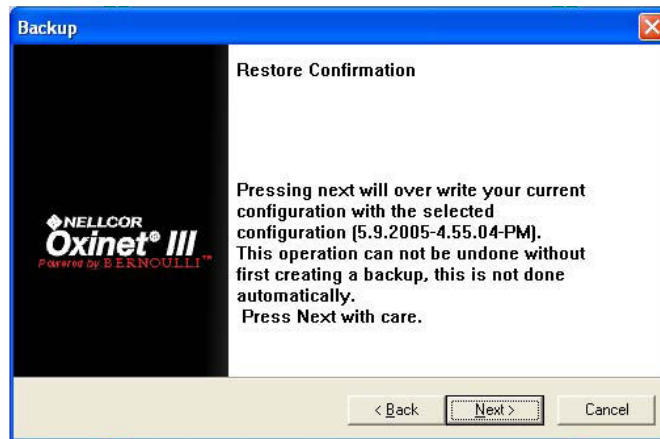 Backup
Restore Confirmation
Pressing next will over write your current
configuration with the selected
configuration (5.9.2005-4.55.04-PM).
This operation can not be undone without
first creating a backup, this is not done
automatically.
Press Next with care.
NELLCOR
Oxinet® III
Powered by BERNOULLI™
< Back
Next >
Cancel